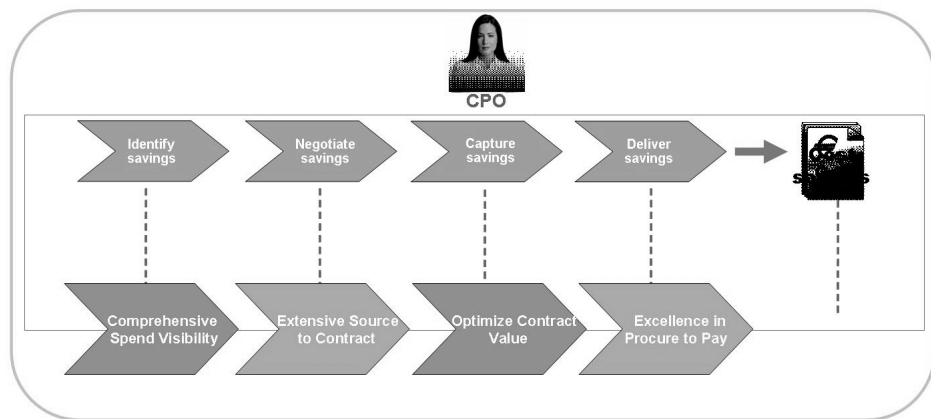 CPO
Identify
savings
Negotiate
savings
Capture
savings
Deliver
savings
Comprehensive
Spend Visibility
Extensive Source
to Contract
Optimize Contract
Value
Excellence in
Procure to Pay